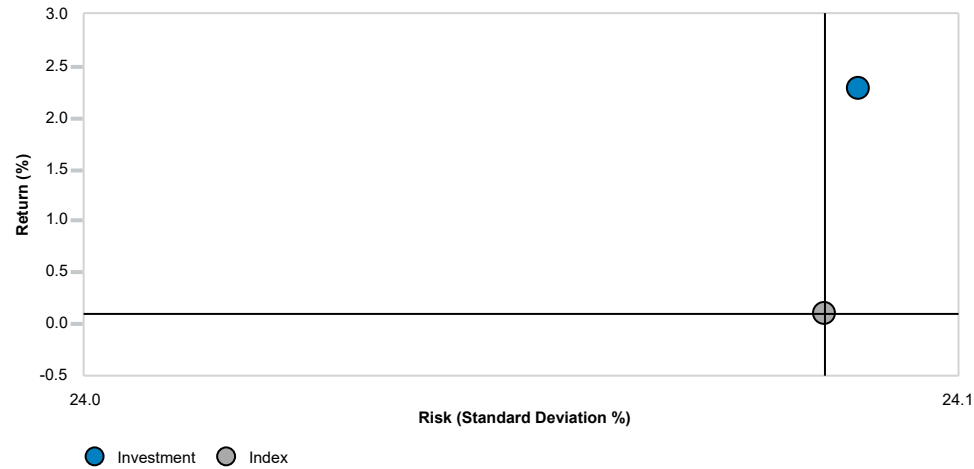 3.0
2.5
2.0
1.5
1.0
0.5
0.0
-0.5
Return (%)
24.0
24.1
Risk (Standard Deviation %)
Investment
Index